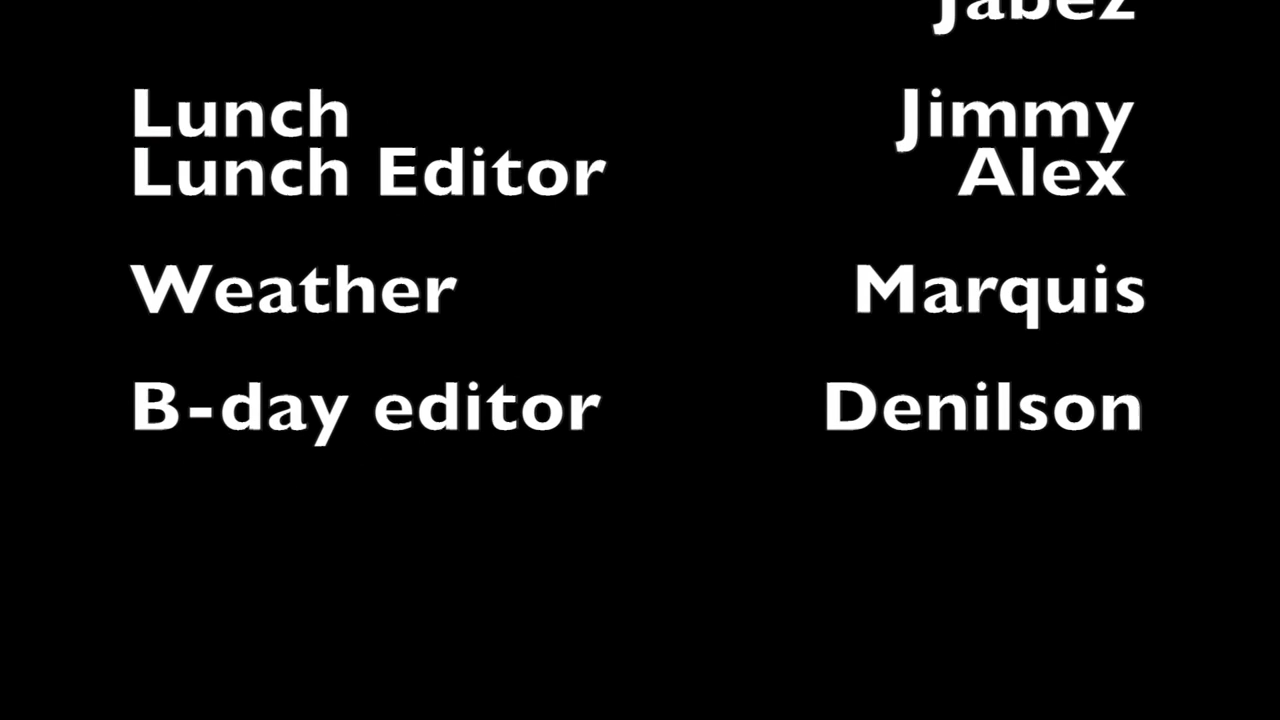 Jabez
Lunch Jimmy
Lunch Editor Alex
Weather Marquis
B-day editor Denilson